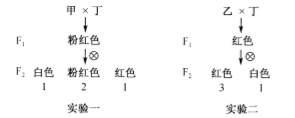 甲 × 丁
F₁ 粉红色
⊗
F₂ 白色 粉红色 红色
1 2 1
实验一
乙 × 丁
F₁ 红色
⊗
F₂ 红色 白色
3 1
实验二